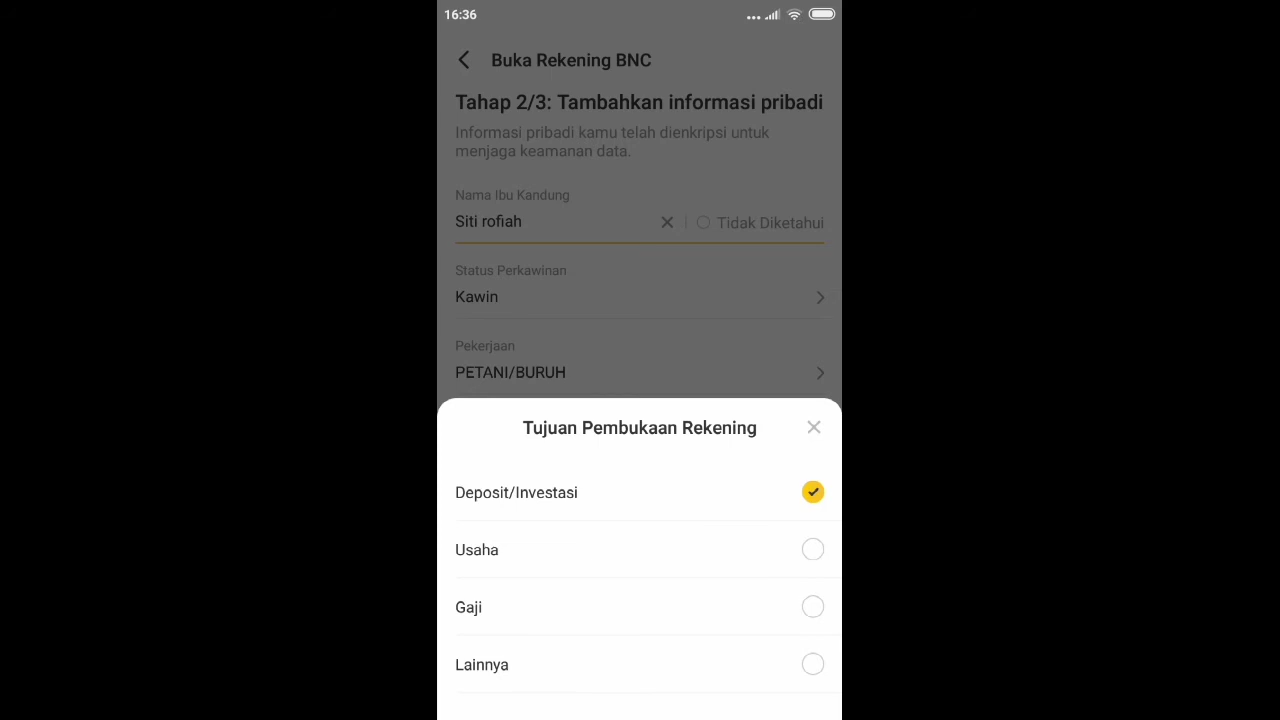 16:36
Buka Rekening BNC
Tahap 2/3: Tambahkan informasi pribadi
Informasi pribadi kamu telah dienkripsi untuk
menjaga keamanan data.
Nama Ibu Kandung
Siti rofiah
Tidak Diketahui
Status Perkawinan
Kawin
Pekerjaan
PETANI/BURUH
Tujuan Pembukaan Rekening
Deposit/Investasi
Usaha
Gaji
Lainnya